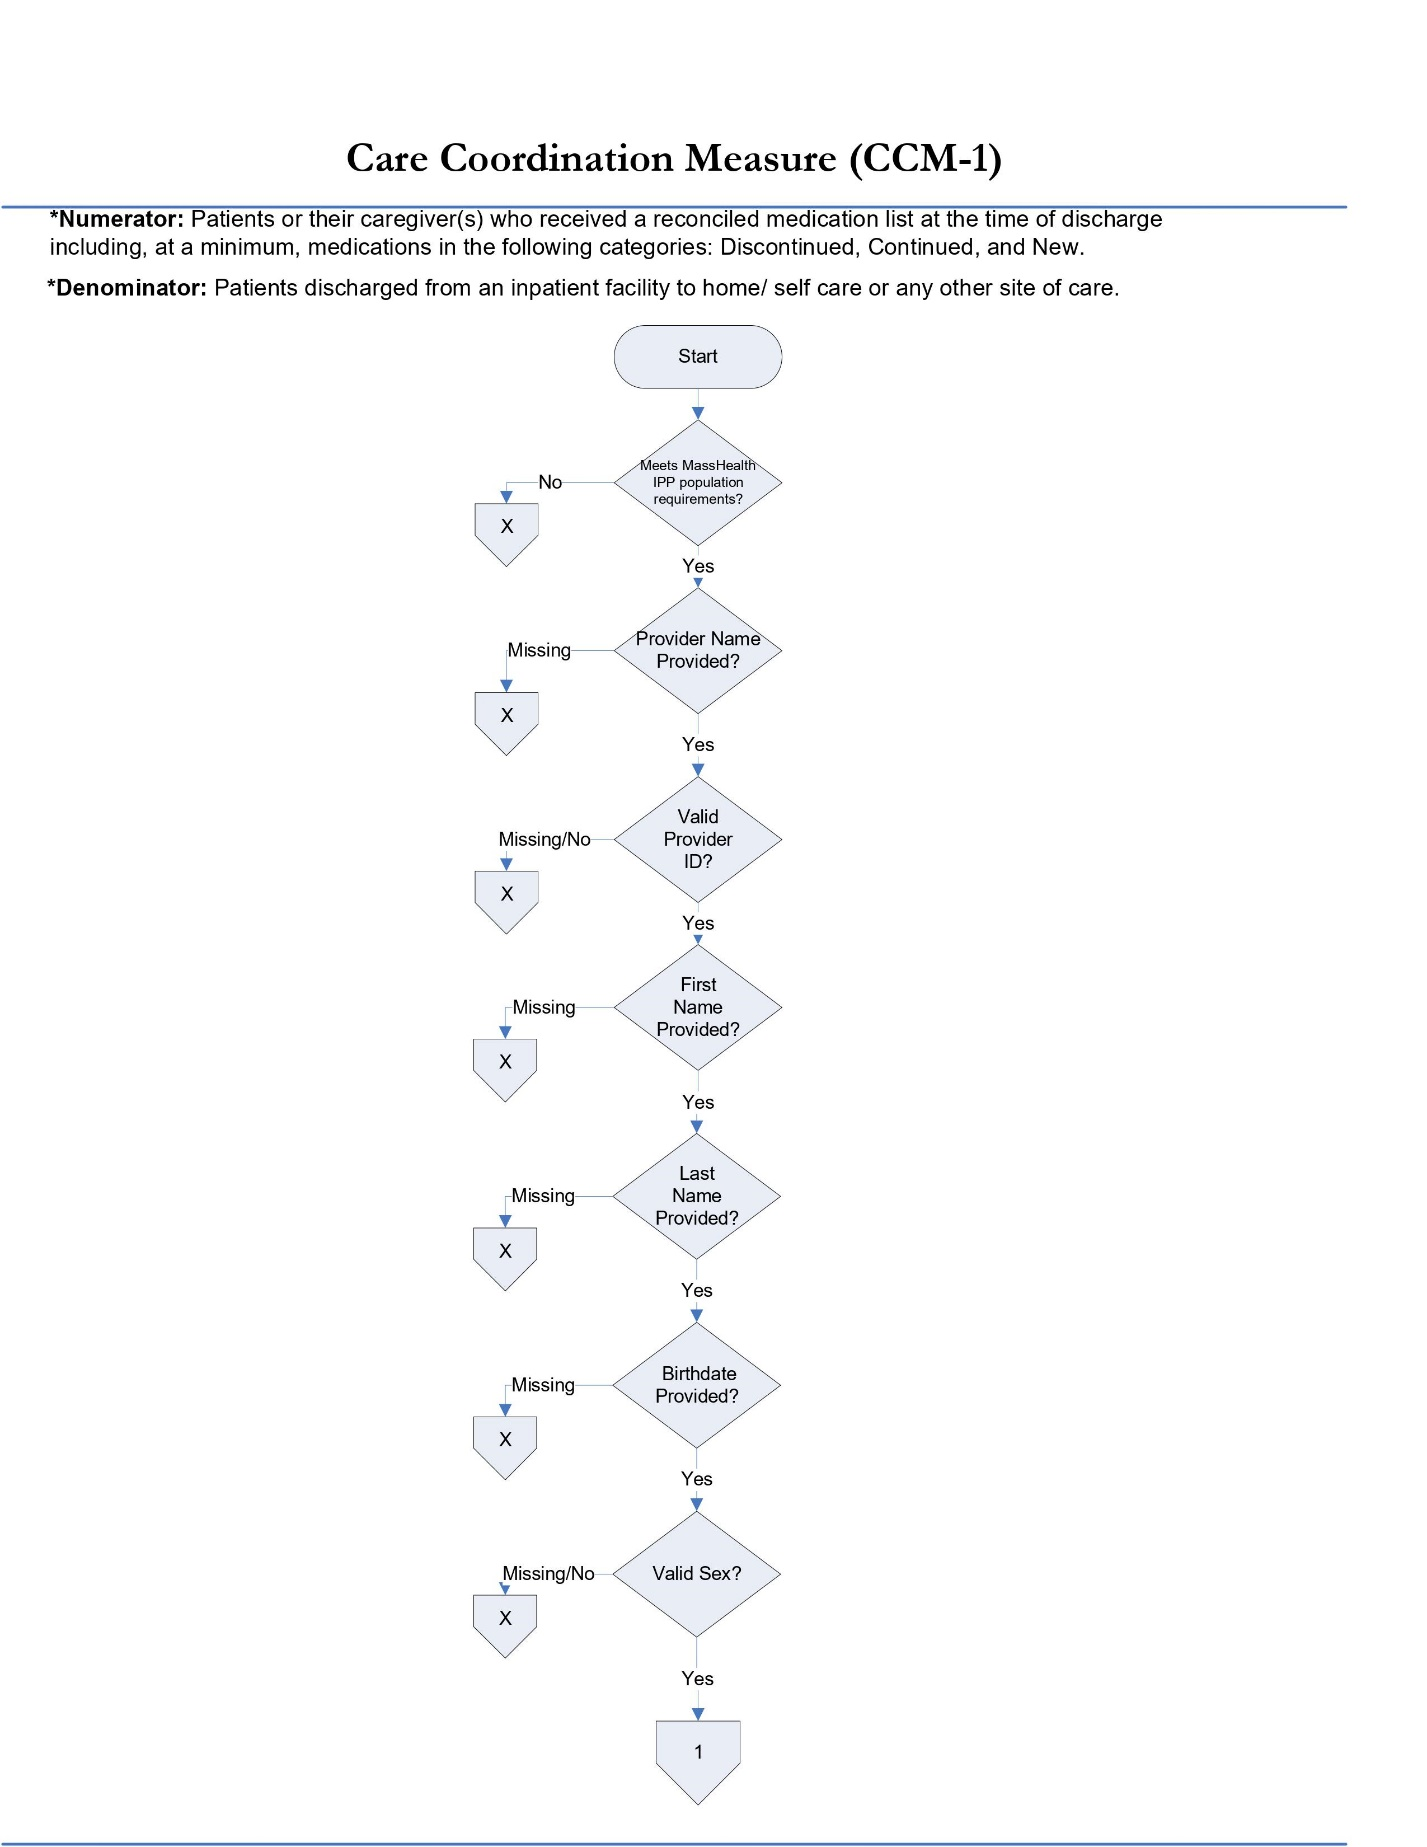 Care Coordination Measure (CCM-1)
*Numerator: Patients or their caregiver(s) who received a reconciled medication list at the time of discharge
including, at a minimum, medications in the following categories: Discontinued, Continued, and New.
*Denominator: Patients discharged from an inpatient facility to home/ self care or any other site of care.
Start
Meets MassHealth
IPP population
requirements?
No
X
Yes
Provider Name
Provided?
Missing
X
Yes
Valid
Provider
ID?
Missing/No
X
Yes
First
Name
Provided?
Missing
X
Yes
Last
Name
Provided?
Missing
X
Yes
Birthdate
Provided?
Missing
X
Yes
Valid Sex?
Missing/No
X
Yes
1